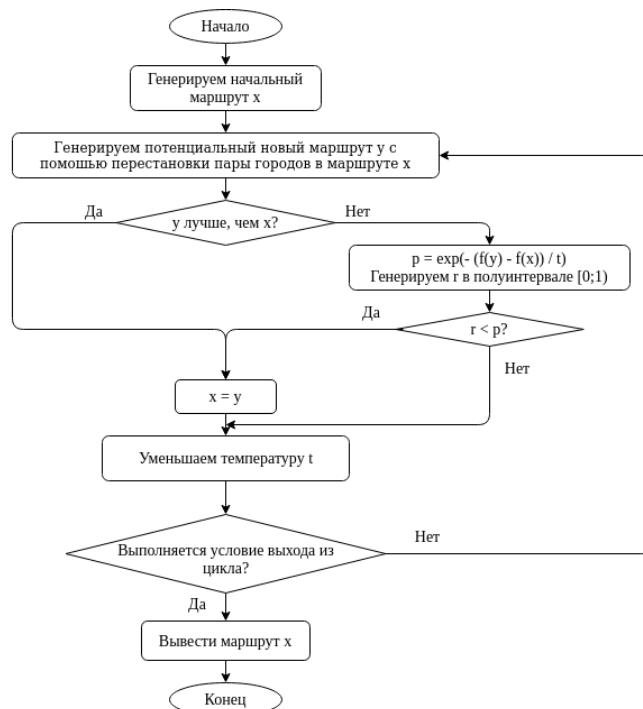 Начало
Генерируем начальный
маршрут x
Генерируем потенциальный новый маршрут y с
помошью перестановки пары городов в маршруте x
Да
y лучше, чем x?
Нет
p = exp(- (f(y) - f(x)) / t)
Генерируем r в полуинтервале [0;1)
Да
r < p?
Нет
x = y
Уменьшаем температуру t
Выполняется условие выхода из
цикла?
Нет
Да
Вывести маршрут x
Конец